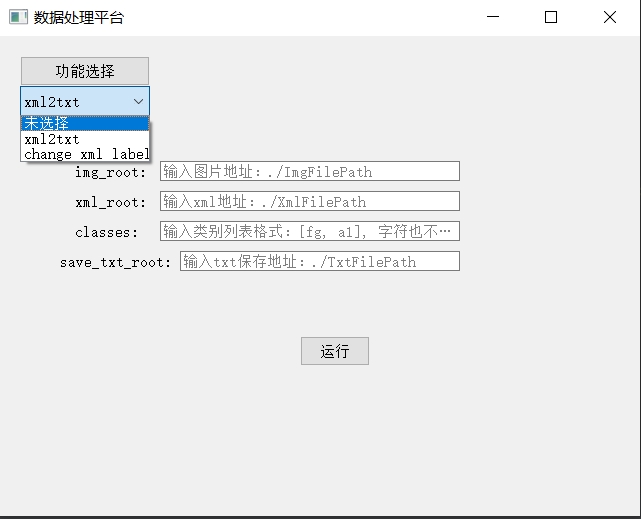 数据处理平台
功能选择
xml2txt
未选择
xml2txt
change xml label
img_root: 输入图片地址: ./ImgFilePath
xml_root: 输入xml地址: ./XmlFilePath
classes: 输入类别列表格式: [fg, a1], 字符也不…
save_txt_root: 输入txt保存地址: ./TxtFilePath
运行